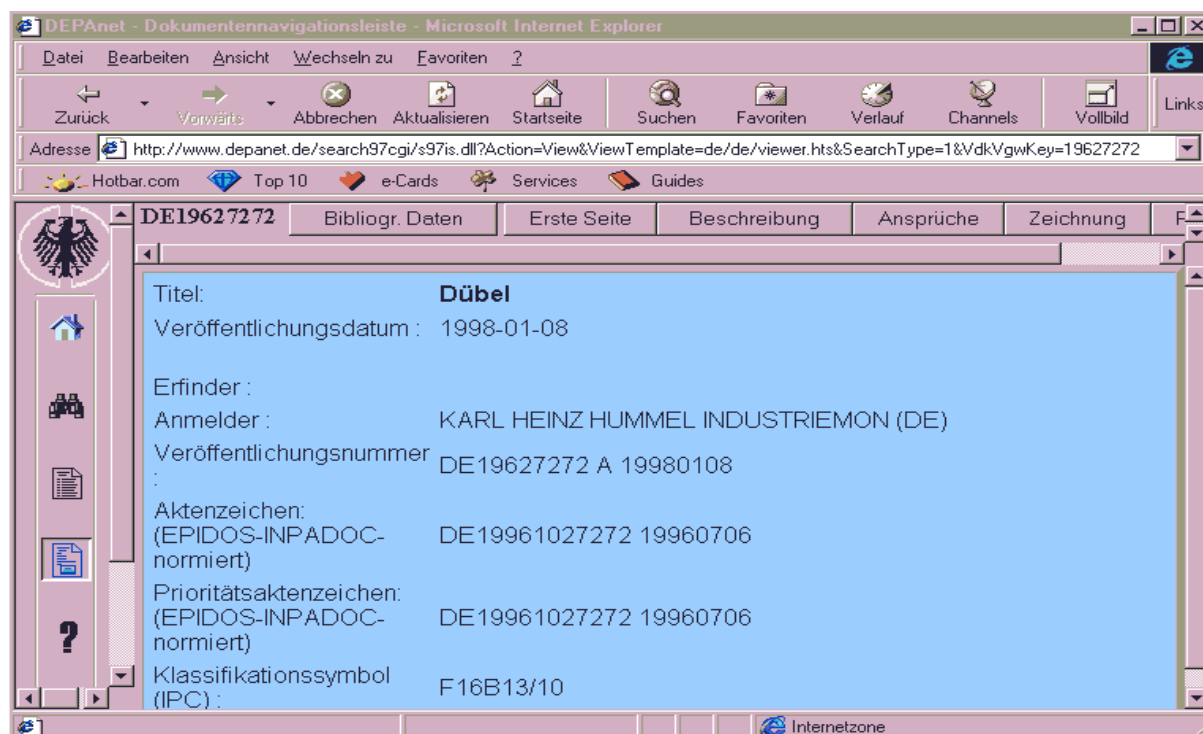 DEPAnet - Dokumentennavigationsleiste - Microsoft Internet Explorer
Datei Bearbeiten Ansicht Wechseln zu Favoriten ?
Zurück Vorwärts Abbrechen Aktualisieren Startseite Suchen Favoriten Verlauf Channels Vollbild Links
Adresse http://www.depanet.de/search97cgi/s97is.dll?Action=View&ViewTemplate=de/de/viewer.hts&SearchType=1&VdkVgwKey=19627272
Hotbar.com Top 10 e-Cards Services Guides
DE19627272 Bibliogr. Daten Erste Seite Beschreibung Ansprüche Zeichnung
Titel: Dübel
Veröffentlichungsdatum : 1998-01-08
Erfinder :
Anmelder : KARL HEINZ HUMMEL INDUSTRIEMON (DE)
Veröffentlichungsnummer
: DE19627272 A 19980108
Aktenzeichen:
(EPIDOS-INPADOC- DE19961027272 19960706
normiert)
Prioritätsaktenzeichen:
(EPIDOS-INPADOC- DE19961027272 19960706
normiert)
Klassifikationssymbol
(IPC) : F16B13/10
?
Internetzone